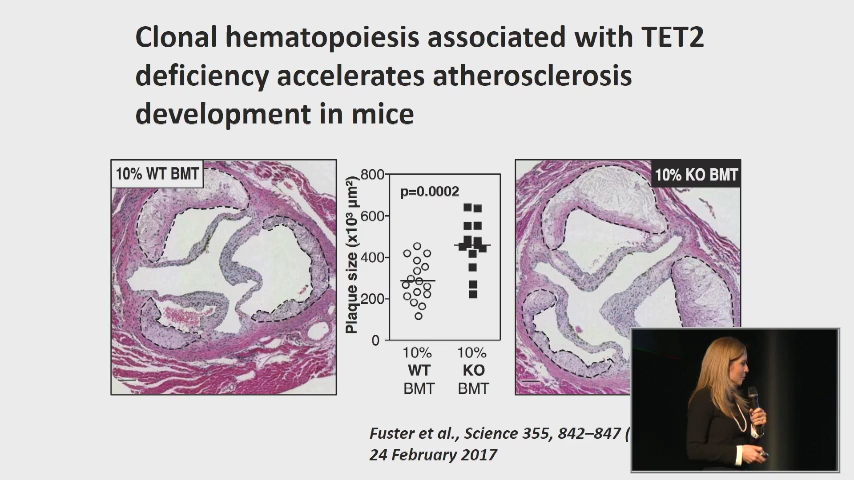 Clonal hematopoiesis associated with TET2
deficiency accelerates atherosclerosis
development in mice
10% WT BMT
10% KO BMT
p=0.0002
Plaque size (x10³ µm²)
800
600
400
200
0
10%
WT
BMT
10%
KO
BMT
Fuster et al., Science 355, 842–847 (
24 February 2017